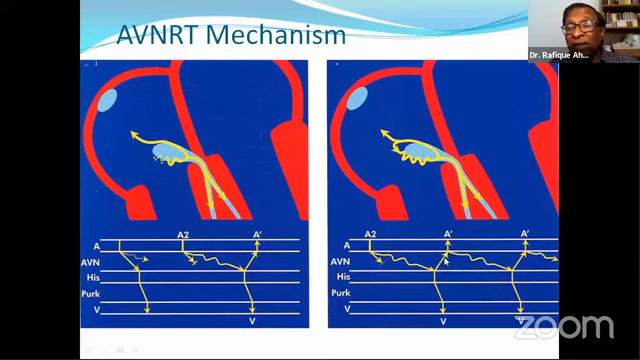 AVNRT Mechanism
Dr. Rafique Ah...
A2 A'
A
AVN
His
Purk
V
V
A2 A' A'
A
AVN
His
Purk
V
V V
zoom